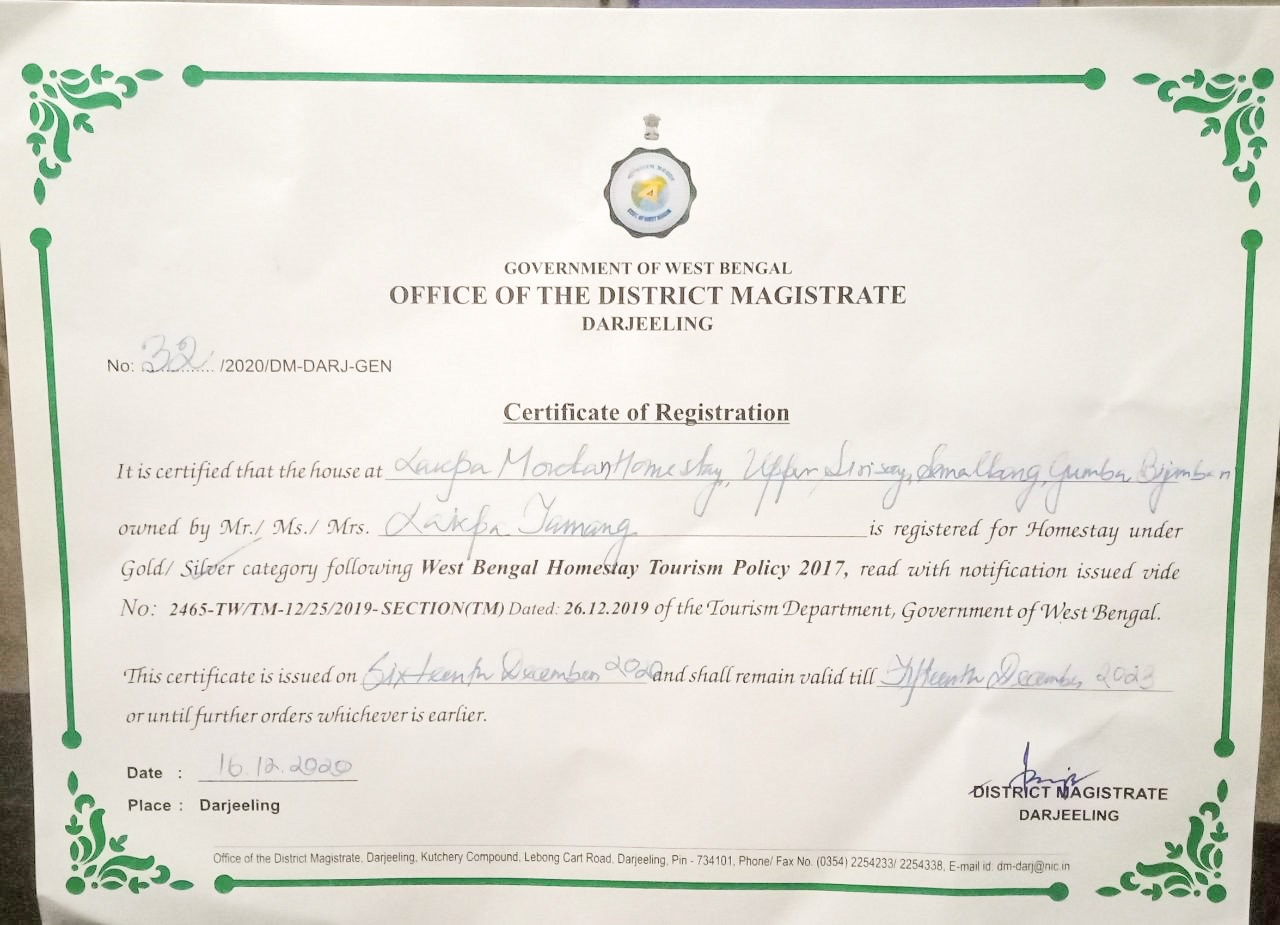 GOVERNMENT OF WEST BENGAL
OFFICE OF THE DISTRICT MAGISTRATE
DARJEELING
No: 32 /2020/DM-DARJ-GEN
Certificate of Registration
It is certified that the house at Homestay, Upper Gumba
owned by Mr./ Ms./ Mrs. Tamang is registered for Homestay under
Gold/ Silver category following West Bengal Homestay Tourism Policy 2017, read with notification issued vide
No: 2465-TW/TM-12/25/2019- SECTION(TM) Dated: 26.12.2019 of the Tourism Department, Government of West Bengal.
This certificate is issued on Sixteenth December 2020 and shall remain valid till Fifteenth December 2023
or until further orders whichever is earlier.
Date : 16.12.2020
Place : Darjeeling
DISTRICT MAGISTRATE
DARJEELING
Office of the District Magistrate, Darjeeling, Kutchery Compound, Lebong Cart Road, Darjeeling, Pin - 734101, Phone/ Fax No. (0354) 2254233/ 2254338, E-mail id: dm-darj@nic.in